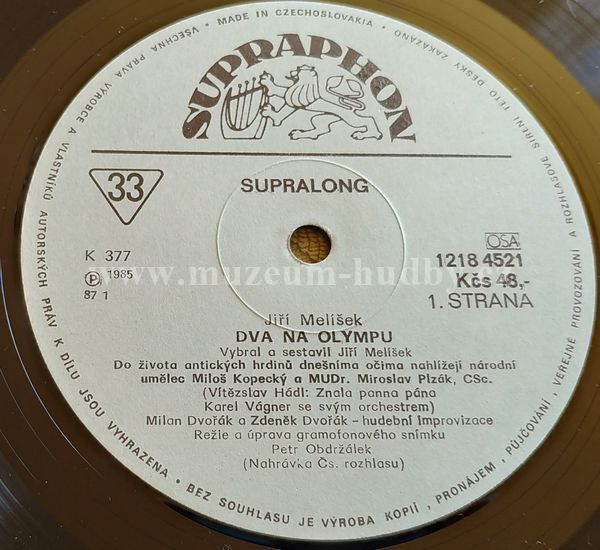 SUPRAPHON
33
SUPRALONG
K 377
Ⓟ 1985
87 1
OSA
1218 4521
Kčs 48,-
1. STRANA
www.muzeum-hudby.cz
Jiří Melíšek
DVA NA OLYMPU
Vybral a sestavil Jiří Melíšek
Do života antických hrdinů dnešníma očima nahlížejí národní
umělec Miloš Kopecký a MUDr. Miroslav Plzák, CSc.
(Vítězslav Hádl: Znala panna pána
Karel Vágner se svým orchestrem)
Milan Dvořák a Zdeněk Dvořák - hudební improvizace
Režie a úprava gramofonového snímku
Petr Obdržálek
(Nahrávka Čs. rozhlasu)
• MADE IN CZECHOSLOVAKIA • VŠECHNA PRÁVA VÝROBCE A VLASTNÍKŮ AUTORSKÝCH PRÁV K DÍLU JSOU VYHRAZENA • BEZ SOUHLASU JE VÝROBA KOPIÍ, PRONÁJEM, PŮJČOVÁNÍ, VEŘEJNÉ PROVOZOVÁNÍ A ROZHLASOVÉ ŠÍŘENÍ TÉTO DESKY ZAKÁZÁNO